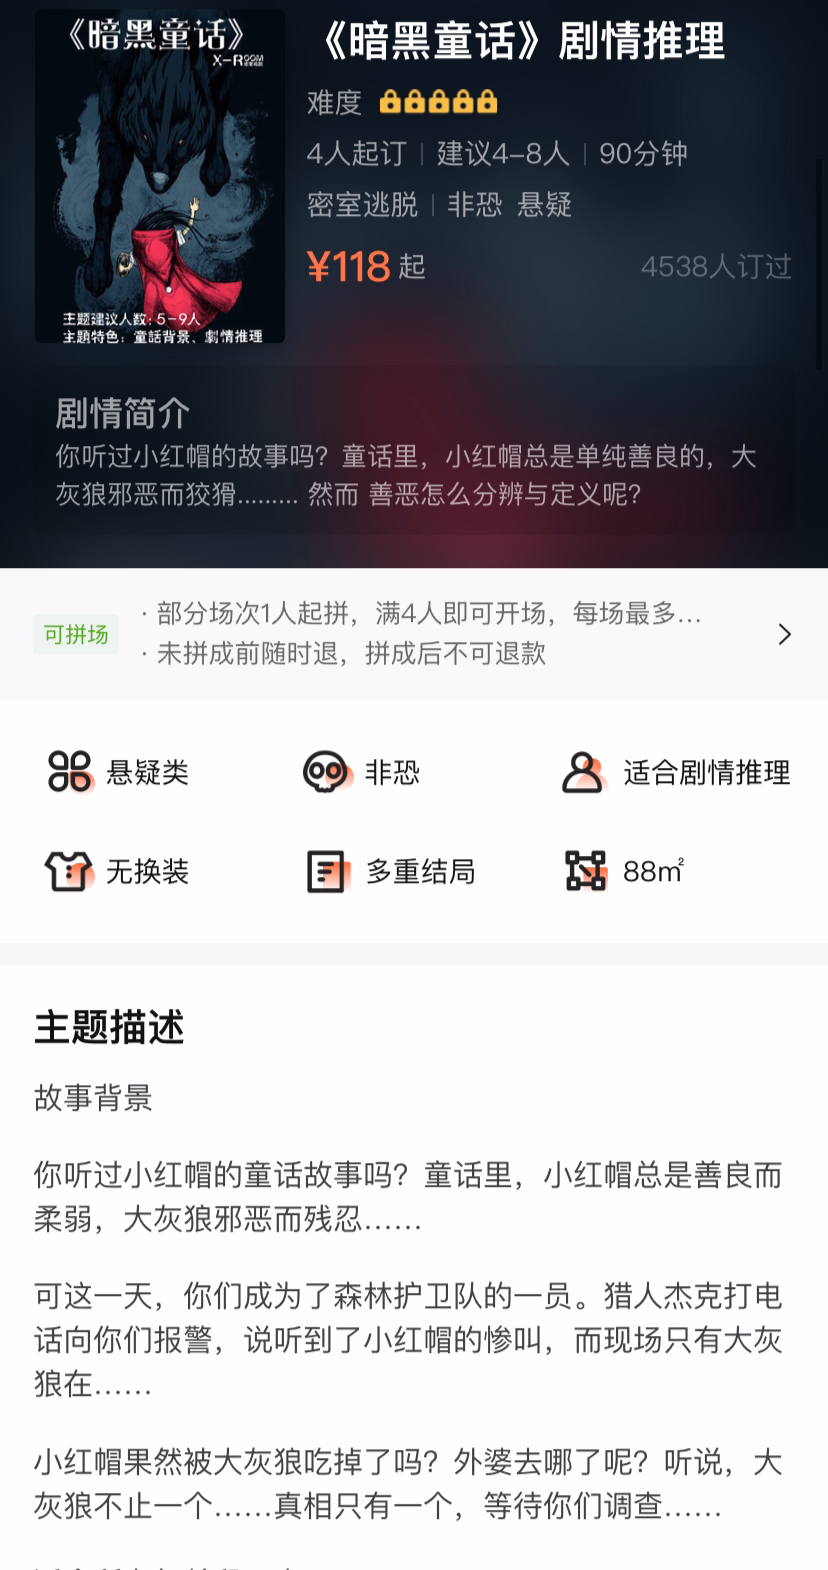 《暗黑童话》
X-ROOM
主题建议人数：5-9人
主題特色：童話背景、劇情推理
《暗黑童话》剧情推理
难度
4人起订 | 建议4-8人 | 90分钟
密室逃脱 | 非恐 悬疑
¥118 起
4538人订过
剧情简介
你听过小红帽的故事吗？童话里，小红帽总是单纯善良的，大
灰狼邪恶而狡猾......... 然而 善恶怎么分辨与定义呢?
可拼场
· 部分场次1人起拼，满4人即可开场，每场最多...
· 未拼成前随时退，拼成后不可退款
悬疑类
非恐
适合剧情推理
无换装
多重结局
88㎡
主题描述
故事背景
你听过小红帽的童话故事吗？童话里，小红帽总是善良而
柔弱，大灰狼邪恶而残忍……
可这一天，你们成为了森林护卫队的一员。猎人杰克打电
话向你们报警，说听到了小红帽的惨叫，而现场只有大灰
狼在……
小红帽果然被大灰狼吃掉了吗？外婆去哪了呢？听说，大
灰狼不止一个……真相只有一个，等待你们调查……